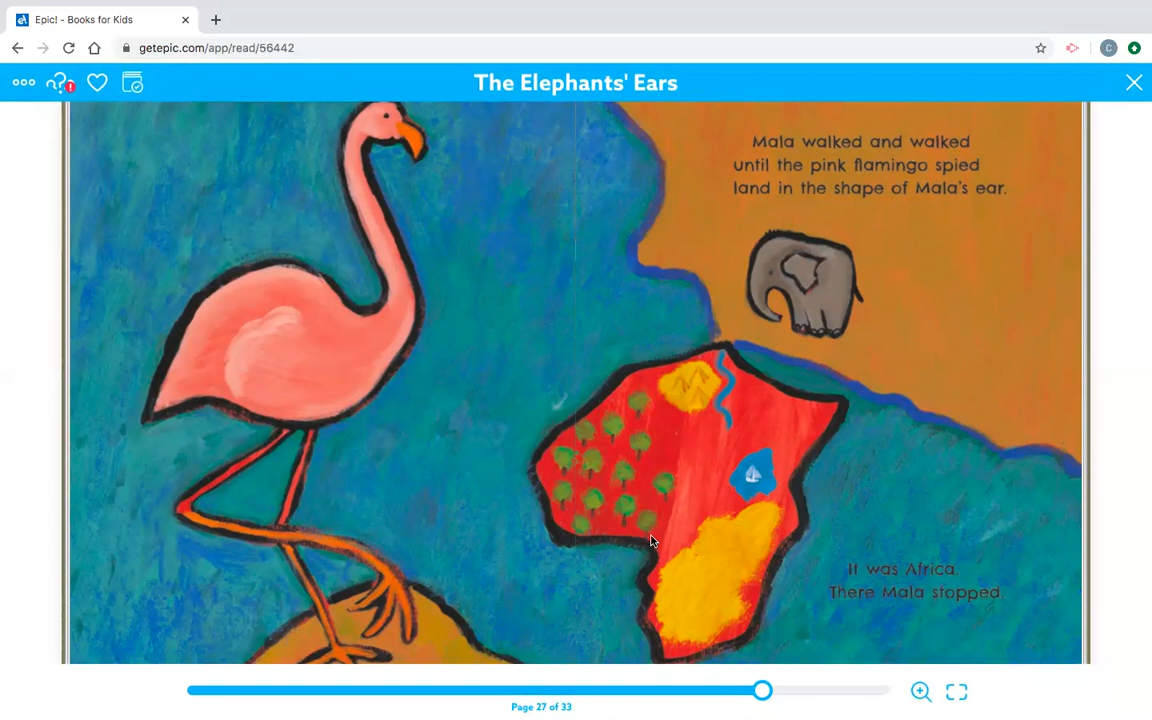 Epic! - Books for Kids
getepic.com/app/read/56442
C
The Elephants' Ears
Mala walked and walked
until the pink flamingo spied
land in the shape of Mala's ear.
It was Africa.
There Mala stopped.
Page 27 of 33